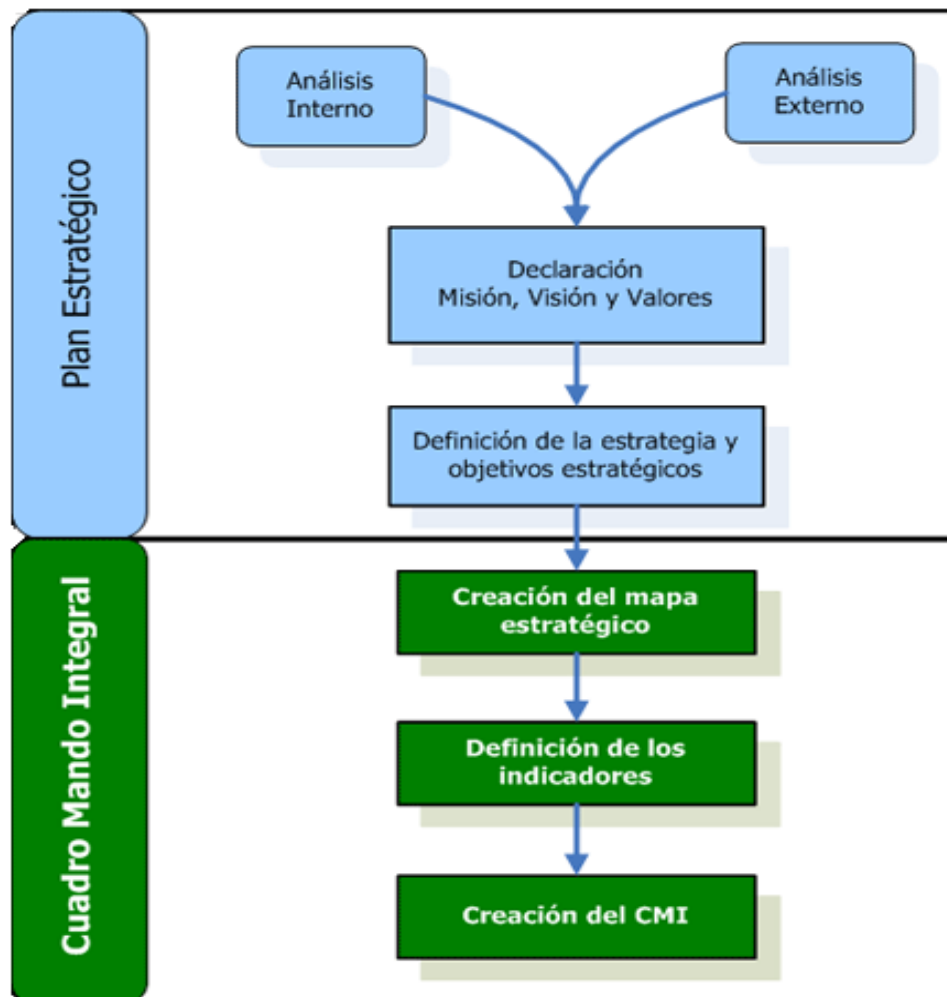 Plan Estratégico
Análisis
Interno
Análisis
Externo
Declaración
Misión, Visión y Valores
Definición de la estrategia y
objetivos estratégicos
Cuadro Mando Integral
Creación del mapa
estratégico
Definición de los
indicadores
Creación del CMI